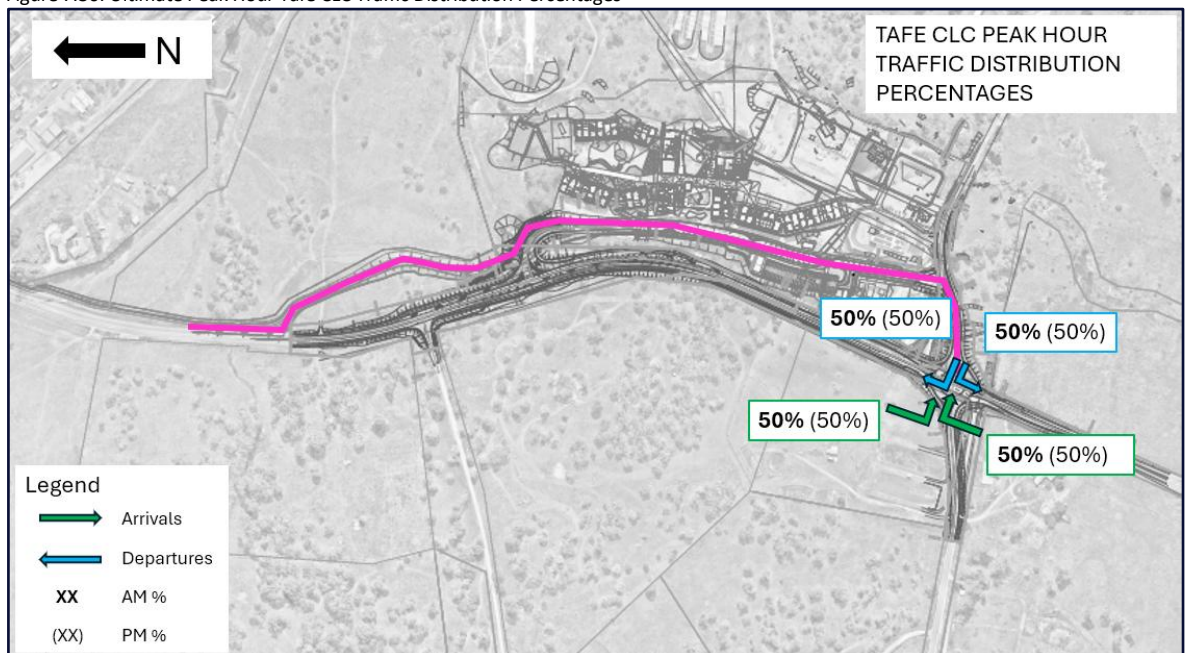 N
TAFE CLC PEAK HOUR
TRAFFIC DISTRIBUTION
PERCENTAGES
50% (50%)
50% (50%)
50% (50%)
50% (50%)
Legend
Arrivals
Departures
XX AM %
(XX) PM %